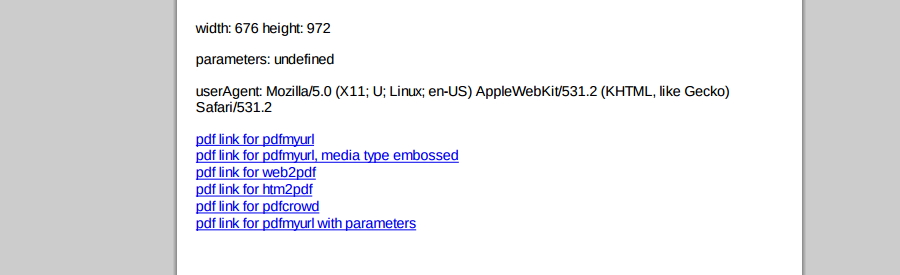 width: 676 height: 972
parameters: undefined
userAgent: Mozilla/5.0 (X11; U; Linux; en-US) AppleWebKit/531.2 (KHTML, like Gecko)
Safari/531.2
pdf link for pdfmyurl
pdf link for pdfmyurl, media type embossed
pdf link for web2pdf
pdf link for htm2pdf
pdf link for pdfcrowd
pdf link for pdfmyurl with parameters